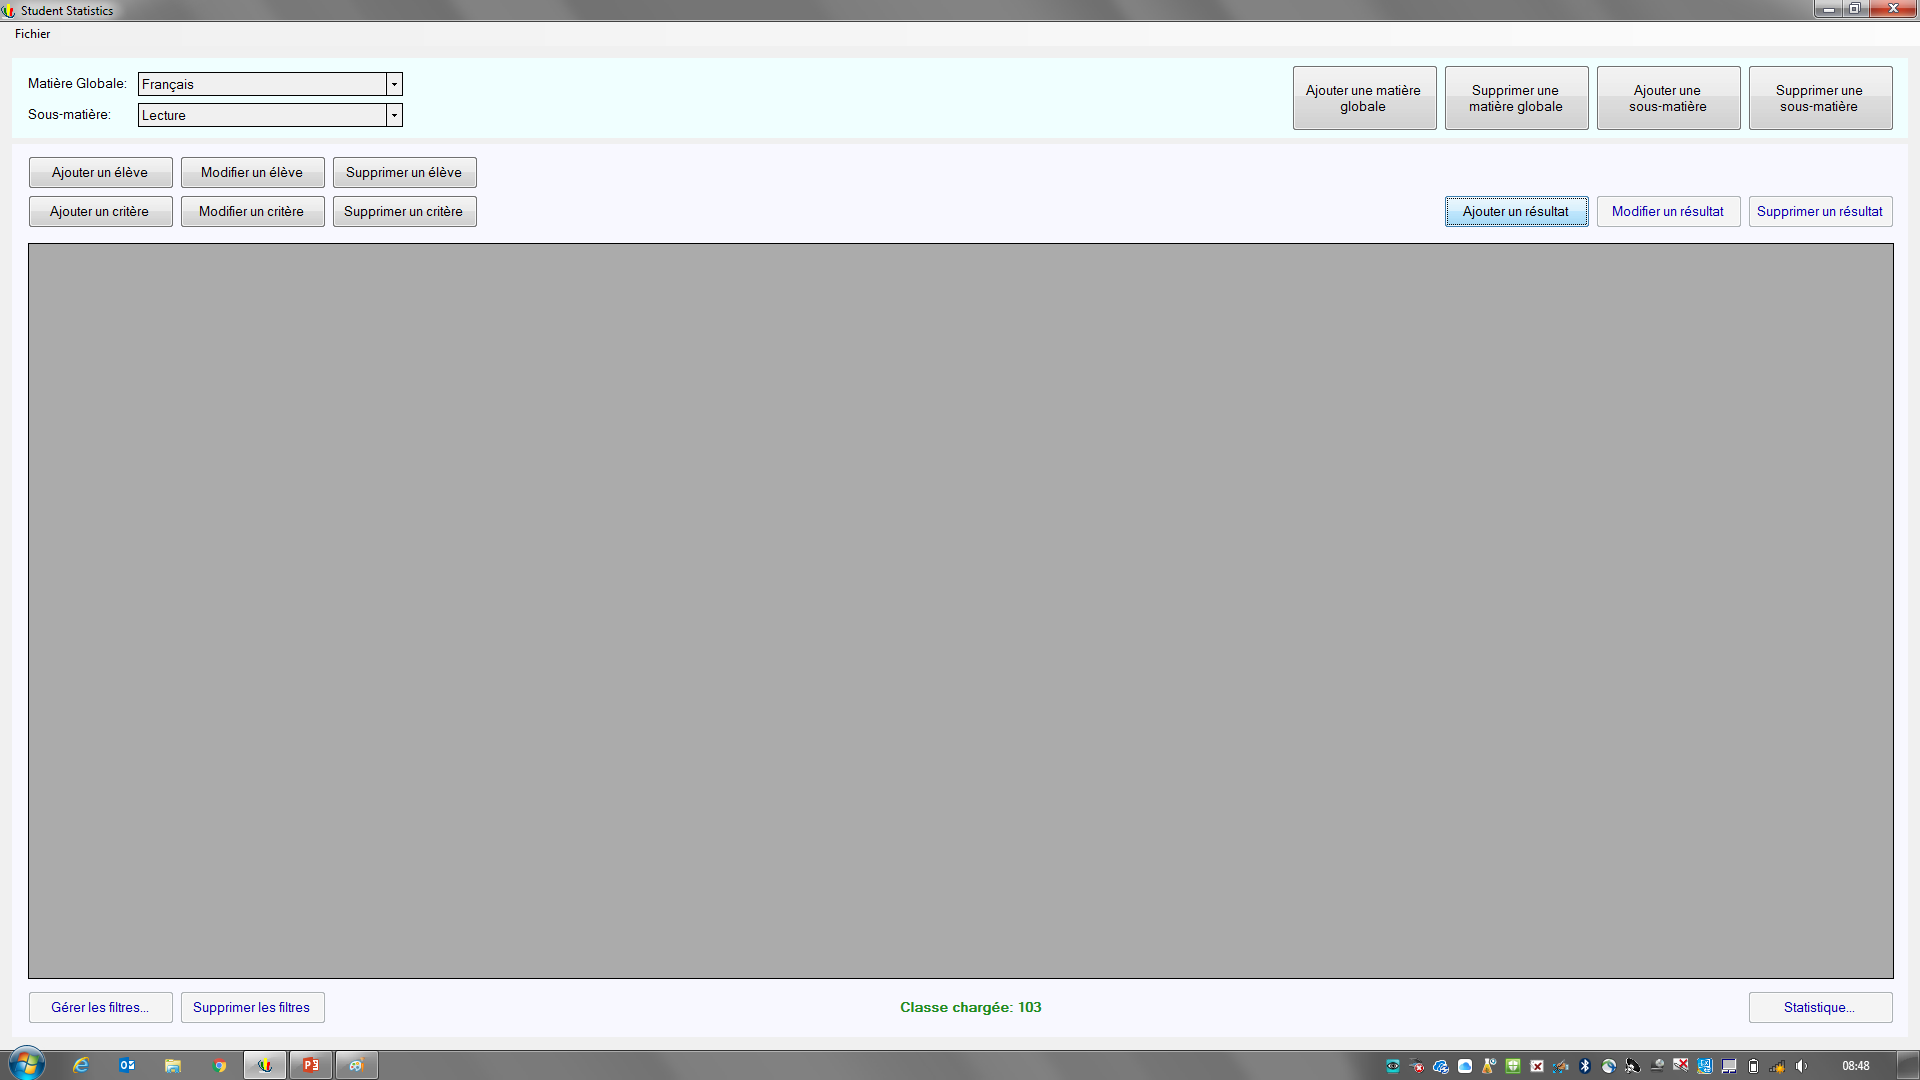 Student Statistics
Fichier
Matière Globale: Français
Sous-matière: Lecture
Ajouter une matière
globale
Supprimer une
matière globale
Ajouter une
sous-matière
Supprimer une
sous-matière
Ajouter un élève
Modifier un élève
Supprimer un élève
Ajouter un critère
Modifier un critère
Supprimer un critère
Ajouter un résultat
Modifier un résultat
Supprimer un résultat
Gérer les filtres...
Supprimer les filtres
Classe chargée: 103
Statistique...
08:48